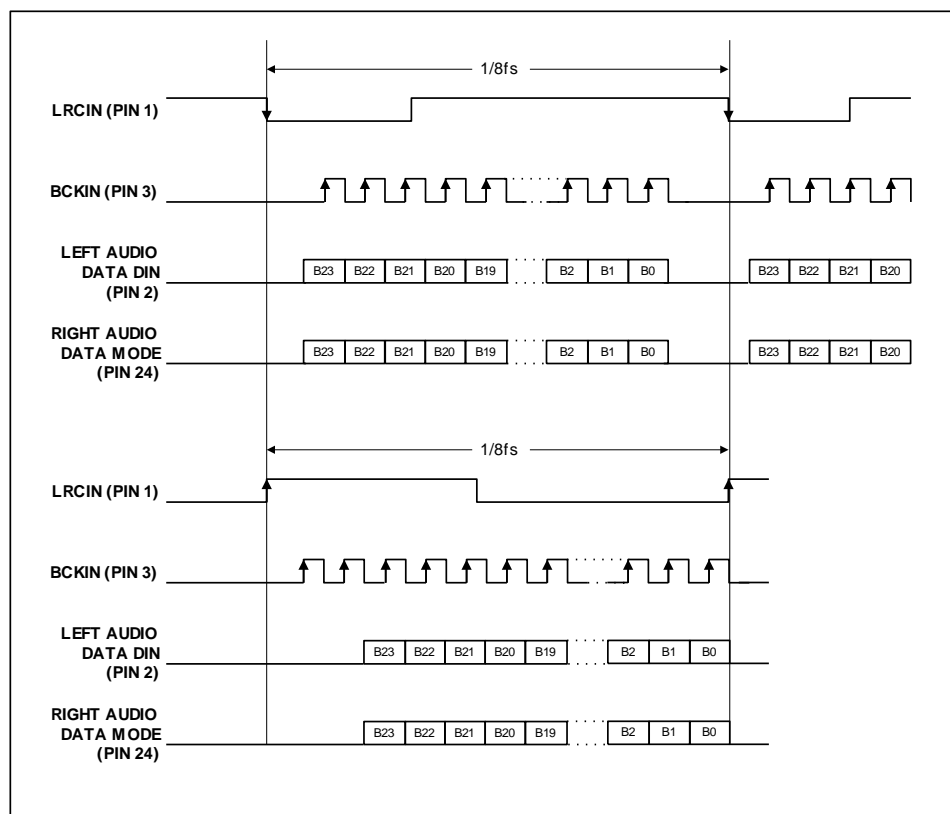 1/8fs
LRCIN (PIN 1)
BCKIN (PIN 3)
LEFT AUDIO
DATA DIN
(PIN 2)
B23 B22 B21 B20 B19 B2 B1 B0 B23 B22 B21 B20
RIGHT AUDIO
DATA MODE
(PIN 24)
B23 B22 B21 B20 B19 B2 B1 B0 B23 B22 B21 B20
1/8fs
LRCIN (PIN 1)
BCKIN (PIN 3)
LEFT AUDIO
DATA DIN
(PIN 2)
B23 B22 B21 B20 B19 B2 B1 B0
RIGHT AUDIO
DATA MODE
(PIN 24)
B23 B22 B21 B20 B19 B2 B1 B0